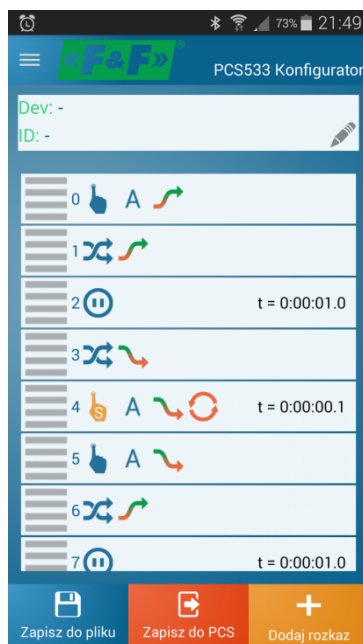 73% 21:49
«F&F»®
PCS533 Konfigurator
Dev: -
ID: -
0 A
1
2 t = 0:00:01.0
3
4 S A t = 0:00:00.1
5 A
6
7 t = 0:00:01.0
Zapisz do pliku Zapisz do PCS Dodaj rozkaz